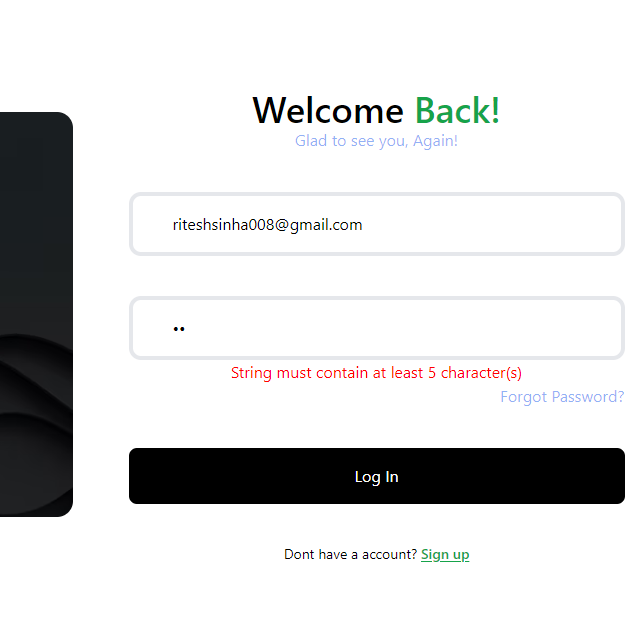 Welcome Back!
Glad to see you, Again!
riteshsinha008@gmail.com
••
String must contain at least 5 character(s)
Forgot Password?
Log In
Dont have a account? Sign up